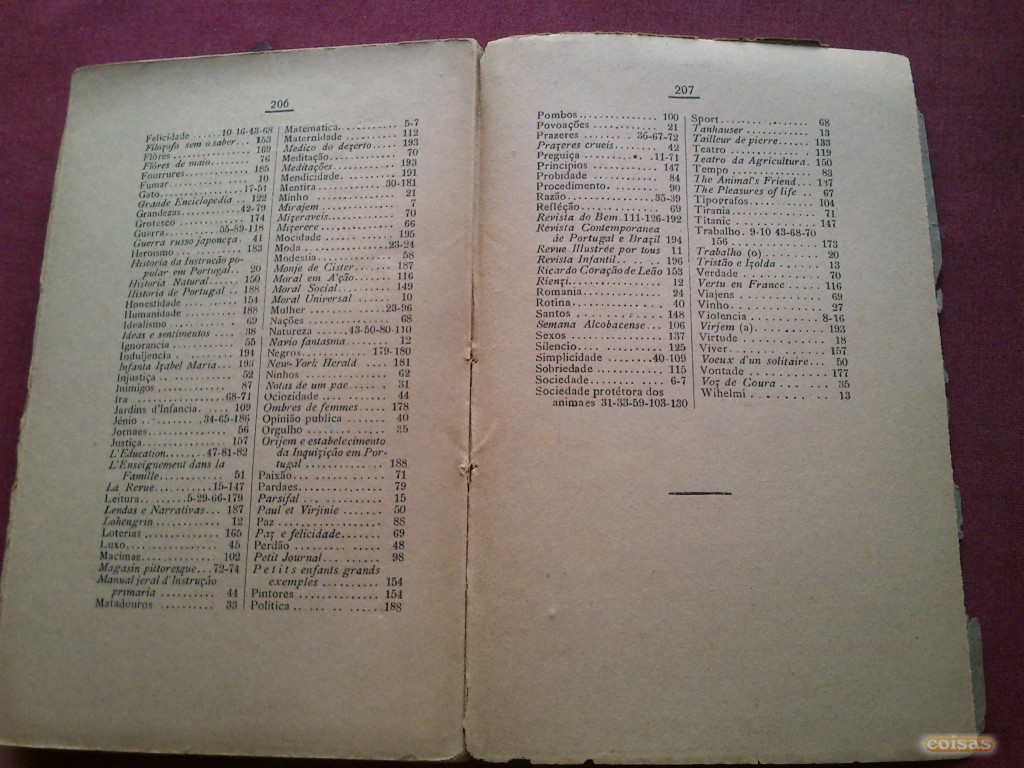 206
Felicidade ......10-16-43-68
Filosofo sem o saber... 153
Flôres ................. 169
Flôres de maio........ 76
Fourrures............. 185
Fumar............... 10
Gato................17-51
Grande Enciclopedia .. 122
Grandezas.........42-79
Grotesco ............ 174
Guerra..........55-89-118
Guerra russo japoneza. 41
Heroismo ............ 183
Historia da Instrução po-
pular em Portugal.. 20
Historia Natural...... 150
Historia de Portugal .. 188
Honestidade ......... 154
Humanidade ......... 188
Idealismo ........... 69
Ideas e sentimentos ... 38
Ignorancia .......... 55
Induljencia .......... 194
Infanta Izabel Maria... 193
Injustiça ............ 52
Inimigos ............ 87
Ira ................68-71
Jardins d'Infancia..... 109
Jénio ..........34-65-186
Jornaes.............. 56
Justiça.............. 157
L'Education.......47-81-82
L'Enseignement dans la
Famille............ 51
La Revue..........15-147
Leitura........5-29-66-179
Lendas e Narrativas... 187
Lohengrin ........... 12
Loterias ............ 165
Luxo................ 45
Macimas............. 102
Magasin pittoresque...72-74
Manual jeral d'Instrução
primaria .......... 44
Matadouros .......... 33
Matematica............ 5-7
Maternidade .......... 112
Medico do dezerto..... 193
Meditação............ 70
Meditações........... 193
Mendicidade.......... 191
Mentira ............30-181
Minho .............. 21
Mirajem ............ 7
Mizeraveis........... 70
Mizerere ............ 66
Mocidade ........... 195
Moda ..............23-24
Modestia............ 58
Monje de Cister....... 187
Moral em A'ção....... 116
Moral Social......... 149
Moral Universal ...... 10
Mulher ............23-96
Nações ............. 68
Natureza ......43-50-80-110
Navio fantasma ....... 12
Negros............179-180
New-York Herald .... 181
Ninhos ............. 62
Notas de um pae...... 31
Ociozidade .......... 44
Ombres de femmes..... 178
Opinião publica ...... 40
Orgulho ............ 35
Orijem e estabelecimento
da Inquizição em Por-
tugal ............. 188
Paixão.............. 71
Pardaes............. 79
Parsifal ............ 15
Paul et Virjinie ....... 50
Paz ................ 88
Paz e felicidade....... 69
Perdão ............. 48
Petit Journal......... 98
Petits enfants grands
exemples .......... 154
Pintores ............ 154
Politica ............ 188
207
Pombos............. 100
Povoações........... 21
Prazeres .........36-67-72
Prazeres crueis....... 42
Preguiça ...........11-71
Principios ........... 147
Probidade .......... 84
Procedimento........ 90
Razão..............35-39
Refléção ........... 69
Revista do Bem.111-126-192
Revista Contemporanea
de Portugal e Brazil 194
Revue Illustrée por tous 11
Revista Infantil....... 196
Ricardo Coração de Leão 153
Rienzi.............. 12
Romania............ 24
Rotina.............. 40
Santos ............. 148
Semana Alcobacense.. 106
Sexos .............. 137
Silencio............. 125
Simplicidade .......40-109
Sobriedade ......... 115
Sociedade........... 6-7
Sociedade protétora dos
animaes 31-33-59-103-130
Sport............... 68
Tanhauser .......... 13
Tailleur de pierre..... 133
Teatro ............. 119
Teatro da Agricultura. 150
Tempo ............. 83
The Animal's Friend...
The Pleasures of life .. 67
Tipografos .......... 104
Tirania............. 71
Titanic ............. 147
Trabalho. 9-10 43-68-70
156 ............... 173
Trabalho (o) ......... 20
Tristão e Izolda ...... 13
Verdade ............ 70
Vertu en France ..... 116
Viajens ............ 69
Vinho.............. 27
Violencia .......... 8-16
Virjem (a).......... 193
Virtude ............ 18
Viver.............. 157
Voeux d'un solitaire... 50
Vontade ........... 177
Voz de Coura ....... 35
Wihelmi ............ 13
coisas